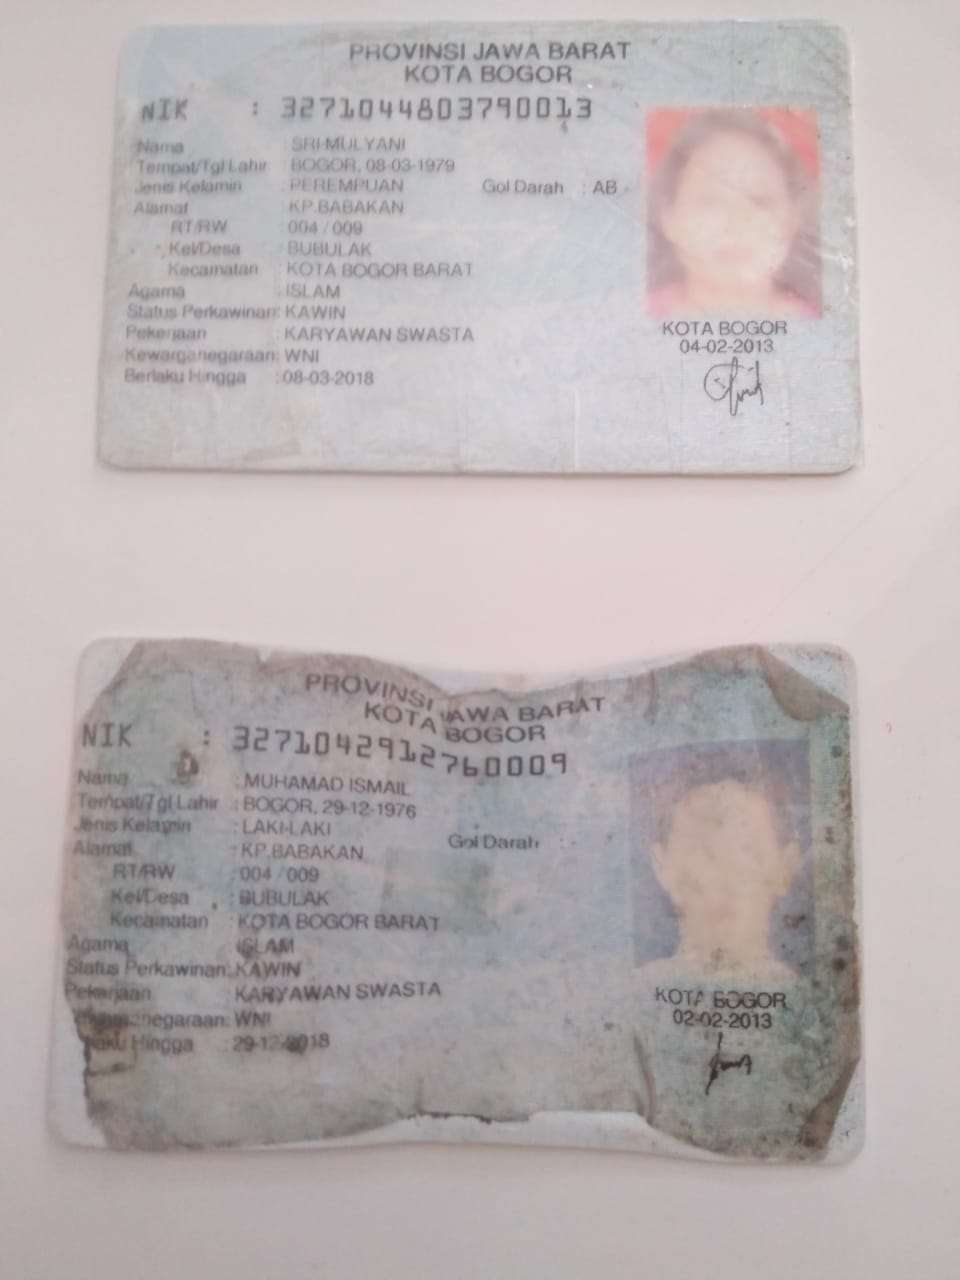 PROVINSI JAWA BARAT
KOTA BOGOR
NIK : 3271044803790013
Nama : SRI MULYANI
Tempat/Tgl Lahir : BOGOR, 08-03-1979
Jenis Kelamin : PEREMPUAN Gol Darah : AB -
Alamat : KP.BABAKAN
RT/RW : 004 / 009
Kel/Desa : BUBULAK
Kecamatan : KOTA BOGOR BARAT
Agama : ISLAM
Status Perkawinan: KAWIN
Pekerjaan : KARYAWAN SWASTA
Kewarganegaraan: WNI
Berlaku Hingga : 08-03-2018
KOTA BOGOR
04-02-2013
PROVINSI JAWA BARAT
KOTA BOGOR
NIK : 3271042912760009
Nama : MUHAMAD ISMAIL
Tempat/Tgl Lahir : BOGOR, 29-12-1976
Jenis Kelamin : LAKI-LAKI Gol Darah : -
Alamat : KP.BABAKAN
RT/RW : 004 / 009
Kel/Desa : BUBULAK
Kecamatan : KOTA BOGOR BARAT
Agama : ISLAM
Status Perkawinan: KAWIN
Pekerjaan : KARYAWAN SWASTA
WNI
Hingga : 29-12-2018
KOTA BOGOR
02-02-2013